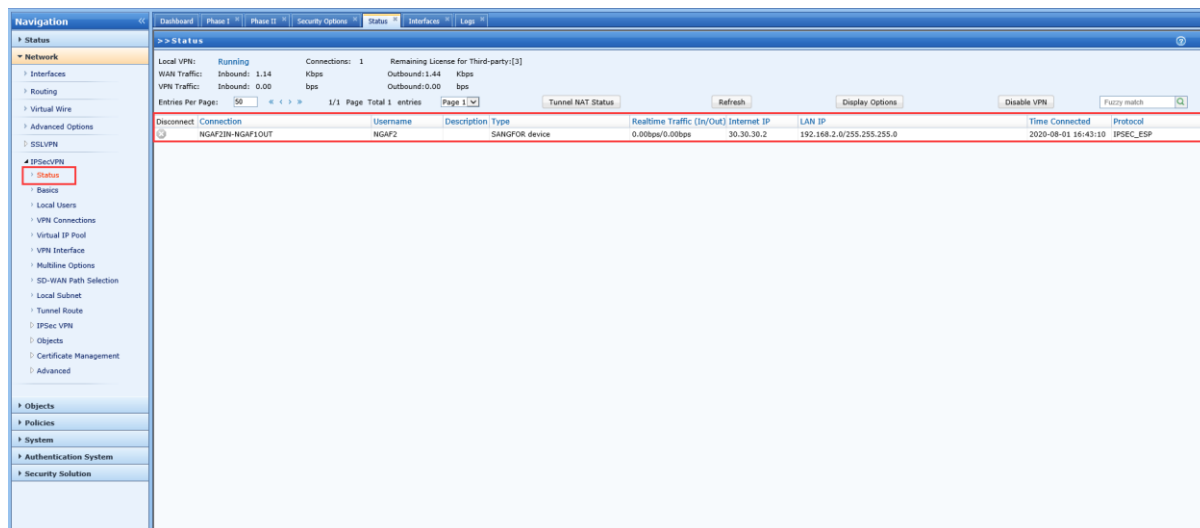 Navigation
Status
Network
Interfaces
Routing
Virtual Wire
Advanced Options
SSLVPN
IPSecVPN
Status
Basics
Local Users
VPN Connections
Virtual IP Pool
VPN Interface
Multiline Options
SD-WAN Path Selection
Local Subnet
Tunnel Route
IPSec VPN
Objects
Certificate Management
Advanced
Objects
Policies
System
Authentication System
Security Solution
Dashboard Phase I Phase II Security Options Status Interfaces Logs
>>Status
Local VPN: Running Connections: 1 Remaining License for Third-party:[3]
WAN Traffic: Inbound: 1.14 Kbps Outbound:1.44 Kbps
VPN Traffic: Inbound: 0.00 bps Outbound:0.00 bps
Entries Per Page: 50 1/1 Page Total 1 entries Page 1 Tunnel NAT Status Refresh Display Options Disable VPN Fuzzy match
Disconnect Connection Username Description Type Realtime Traffic (In/Out) Internet IP LAN IP Time Connected Protocol
NGAF2IN-NGAF1OUT NGAF2 SANGFOR device 0.00bps/0.00bps 30.30.30.2 192.168.2.0/255.255.255.0 2020-08-01 16:43:10 IPSEC_ESP